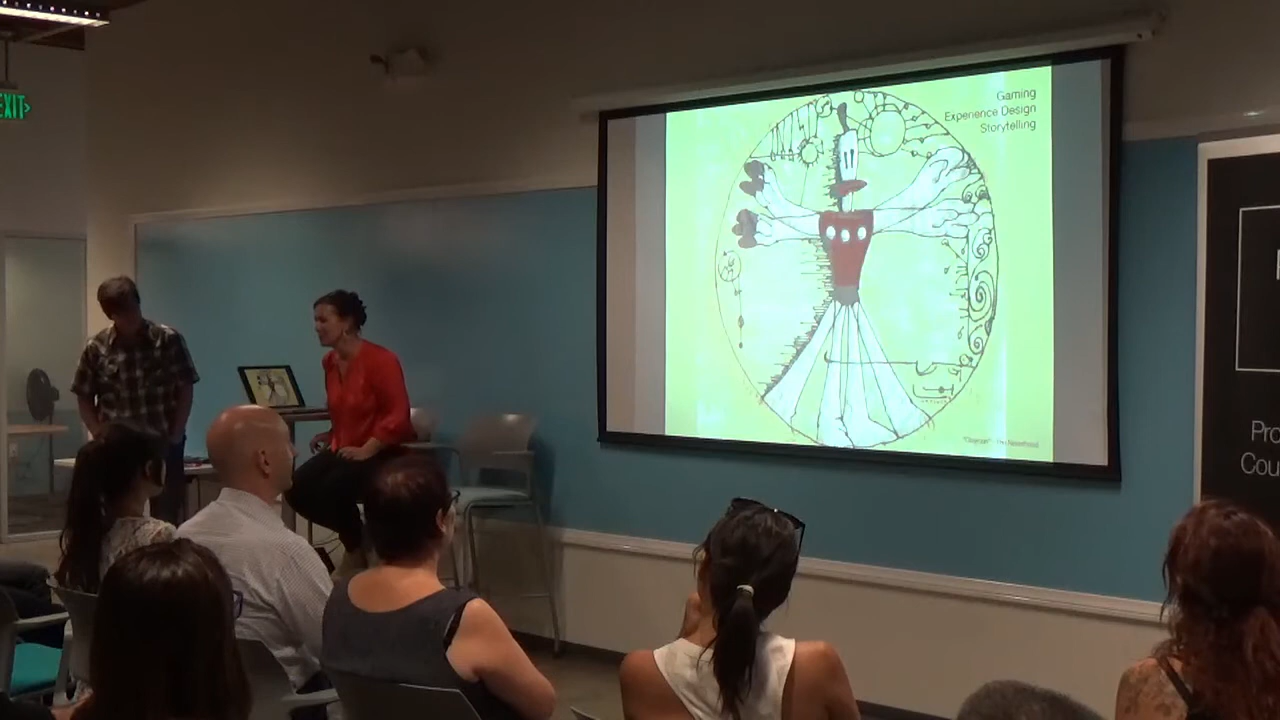 EXIT
Gaming
Experience Design
Storytelling
Pro
Cou